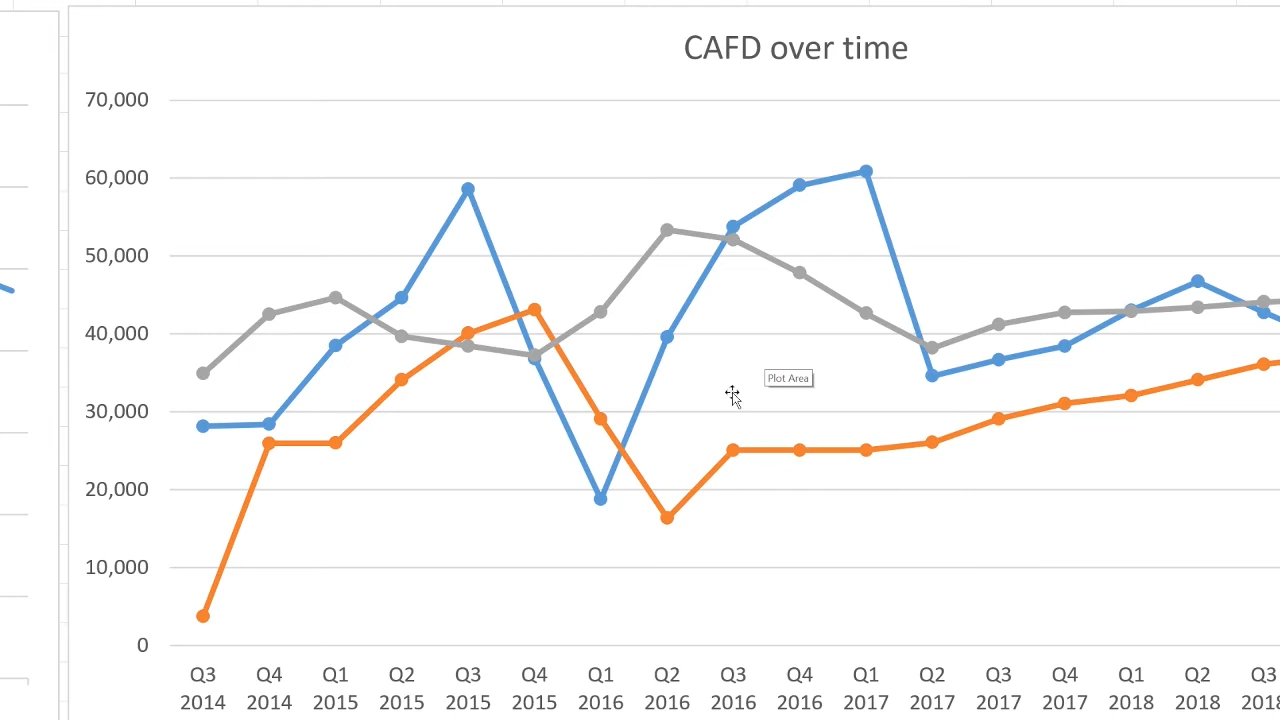 CAFD over time
70,000
60,000
50,000
40,000
30,000
20,000
10,000
0
Plot Area
Q3 Q4 Q1 Q2 Q3 Q4 Q1 Q2 Q3 Q4 Q1 Q2 Q3 Q4 Q1 Q2 Q3
2014 2014 2015 2015 2015 2015 2016 2016 2016 2016 2017 2017 2017 2017 2018 2018 2018